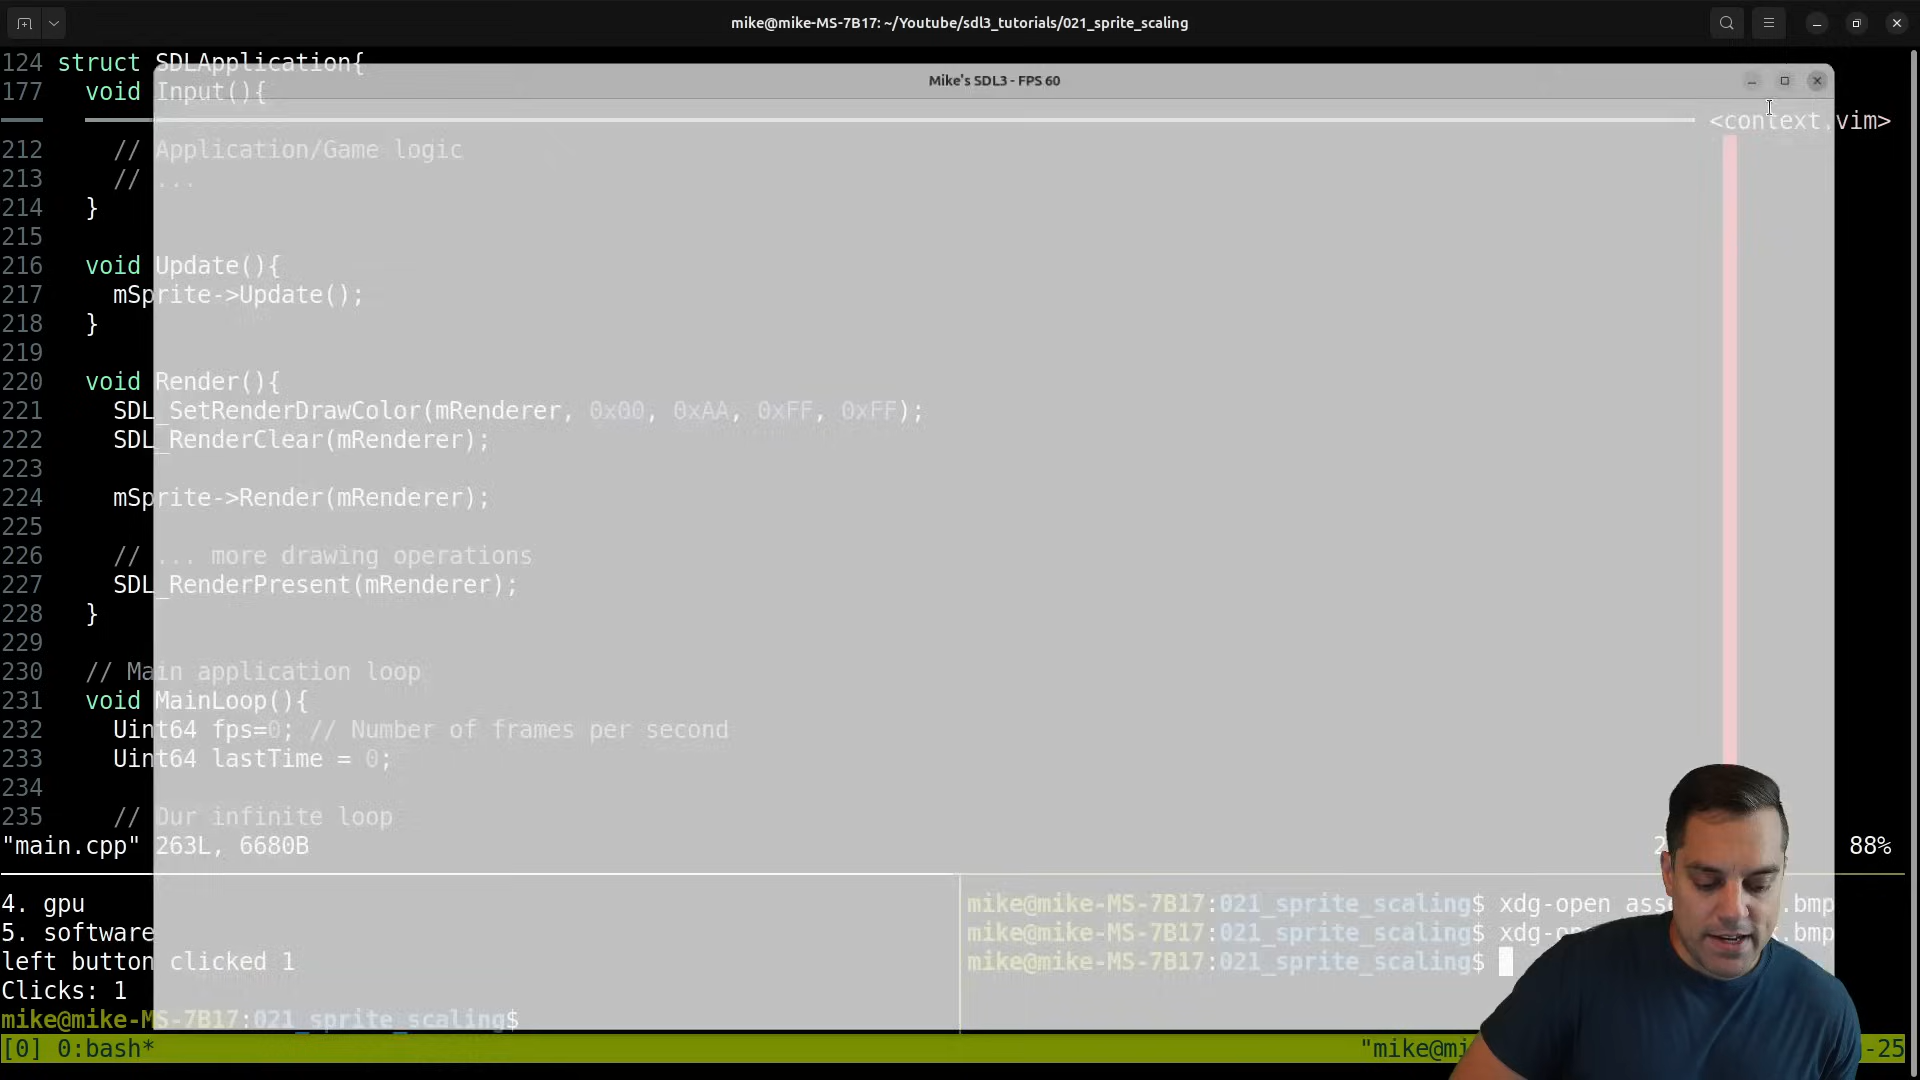 mike@mike-MS-7B17: ~/Youtube/sdl3_tutorials/021_sprite_scaling
124 struct SDLApplication{
Mike's SDL3 - FPS 60
177 void Input(){
<context.vim>
212 // Application/Game logic
213 // ...
214 }
215
216 void Update(){
217 mSprite->Update();
218 }
219
220 void Render(){
221 SDL_SetRenderDrawColor(mRenderer, 0x00, 0xAA, 0xFF, 0xFF);
222 SDL_RenderClear(mRenderer);
223
224 mSprite->Render(mRenderer);
225
226 // ... more drawing operations
227 SDL_RenderPresent(mRenderer);
228 }
229
230 // Main application loop
231 void MainLoop(){
232 Uint64 fps=0; // Number of frames per second
233 Uint64 lastTime = 0;
234
235 // Our infinite loop
"main.cpp" 263L, 6680B 88%
4. gpu
5. software
left button clicked 1
Clicks: 1
mike@mike-MS-7B17:021_sprite_scaling$
mike@mike-MS-7B17:021_sprite_scaling$ xdg-open .bmp
mike@mike-MS-7B17:021_sprite_scaling$ .bmp
mike@mike-MS-7B17:021_sprite_scaling$
[0] 0:bash* -25